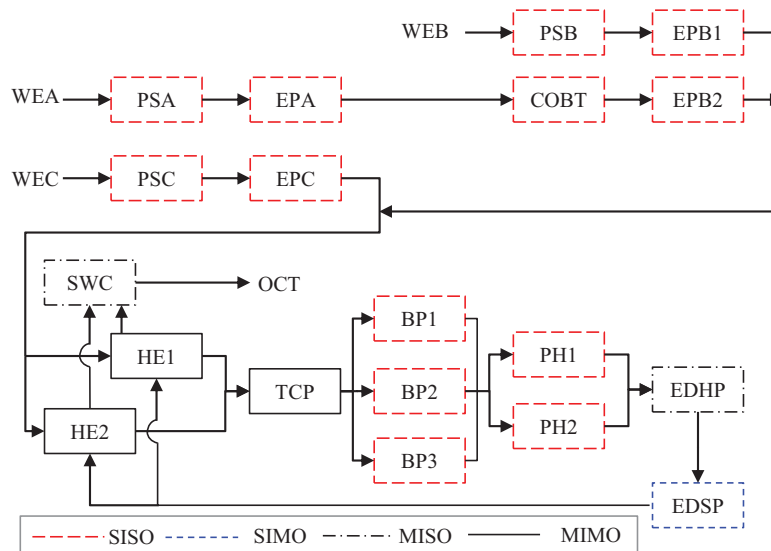 WEB PSB EPB1
WEA PSA EPA COBT EPB2
WEC PSC EPC
SWC OCT
BP1
HE1 PH1
TCP BP2 EDHP
HE2 PH2
BP3
EDSP
SISO SIMO MISO MIMO